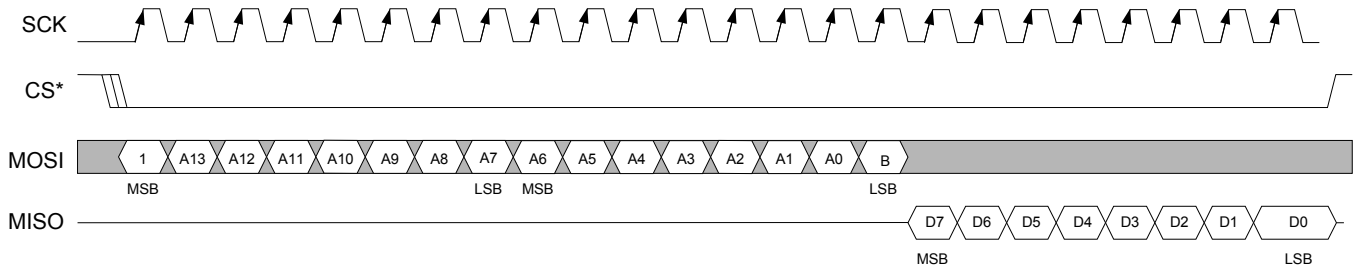 SCK
CS*
MOSI 1 A13 A12 A11 A10 A9 A8 A7 A6 A5 A4 A3 A2 A1 A0 B
MSB LSB MSB LSB
MISO D7 D6 D5 D4 D3 D2 D1 D0
MSB LSB